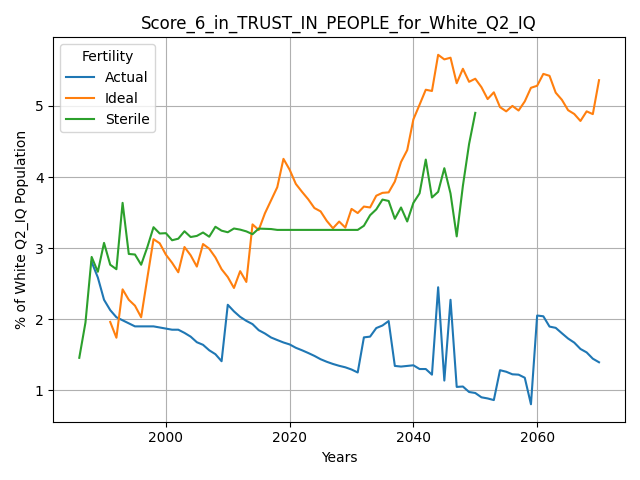 Score_6_in_TRUST_IN_PEOPLE_for_White_Q2_IQ
Fertility
Actual
Ideal
Sterile
% of White Q2_IQ Population
5
4
3
2
1
2000 2020 2040 2060
Years